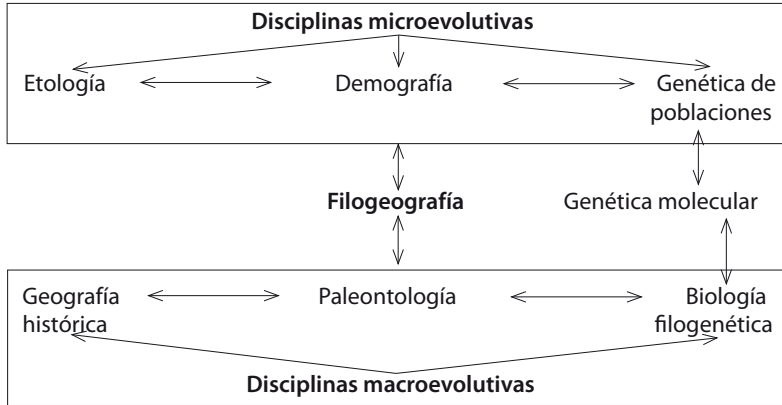 Disciplinas microevolutivas
Etología Demografía Genética de
poblaciones
Filogeografía Genética molecular
Geografía Paleontología Biología
histórica filogenética
Disciplinas macroevolutivas